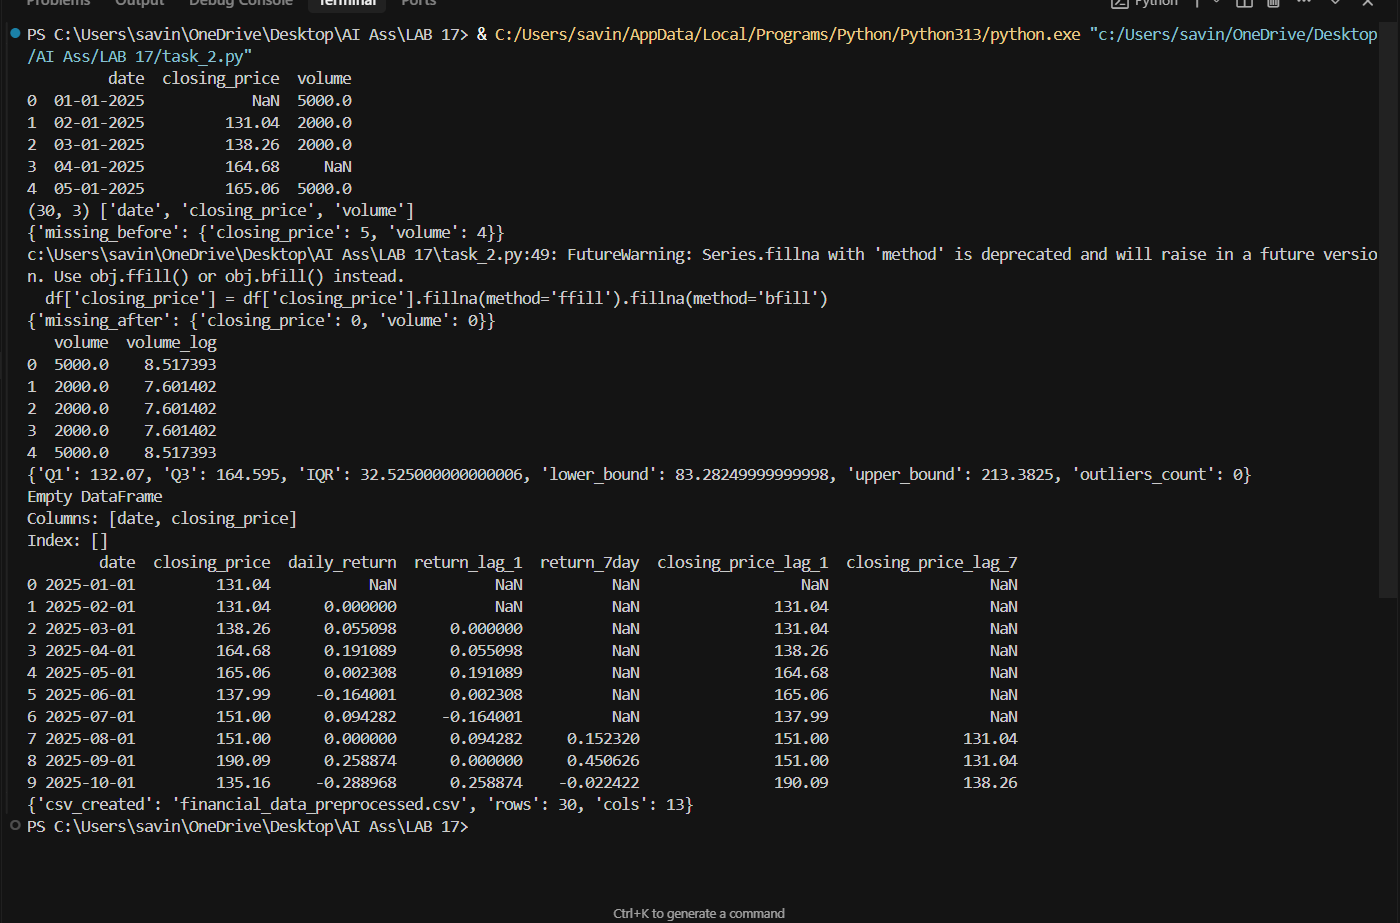 Problems Output Debug Console Terminal Ports Python
PS C:\Users\savin\OneDrive\Desktop\AI Ass\LAB 17> & C:/Users/savin/AppData/Local/Programs/Python/Python313/python.exe "c:/Users/savin/OneDrive/Desktop
/AI Ass/LAB 17/task_2.py"
        date  closing_price  volume
0  01-01-2025            NaN  5000.0
1  02-01-2025         131.04  2000.0
2  03-01-2025         138.26  2000.0
3  04-01-2025         164.68     NaN
4  05-01-2025         165.06  5000.0
(30, 3) ['date', 'closing_price', 'volume']
{'missing_before': {'closing_price': 5, 'volume': 4}}
c:\Users\savin\OneDrive\Desktop\AI Ass\LAB 17\task_2.py:49: FutureWarning: Series.fillna with 'method' is deprecated and will raise in a future versio
n. Use obj.ffill() or obj.bfill() instead.
  df['closing_price'] = df['closing_price'].fillna(method='ffill').fillna(method='bfill')
{'missing_after': {'closing_price': 0, 'volume': 0}}
   volume  volume_log
0  5000.0    8.517393
1  2000.0    7.601402
2  2000.0    7.601402
3  2000.0    7.601402
4  5000.0    8.517393
{'Q1': 132.07, 'Q3': 164.595, 'IQR': 32.525000000000006, 'lower_bound': 83.28249999999998, 'upper_bound': 213.3825, 'outliers_count': 0}
Empty DataFrame
Columns: [date, closing_price]
Index: []
        date  closing_price  daily_return  return_lag_1  return_7day  closing_price_lag_1  closing_price_lag_7
0 2025-01-01         131.04           NaN           NaN          NaN                  NaN                  NaN
1 2025-02-01         131.04      0.000000           NaN          NaN               131.04                  NaN
2 2025-03-01         138.26      0.055098      0.000000          NaN               131.04                  NaN
3 2025-04-01         164.68      0.191089      0.055098          NaN               138.26                  NaN
4 2025-05-01         165.06      0.002308      0.191089          NaN               164.68                  NaN
5 2025-06-01         137.99     -0.164001      0.002308          NaN               165.06                  NaN
6 2025-07-01         151.00      0.094282     -0.164001          NaN               137.99                  NaN
7 2025-08-01         151.00      0.000000      0.094282     0.152320               151.00               131.04
8 2025-09-01         190.09      0.258874      0.000000     0.450626               151.00               131.04
9 2025-10-01         135.16     -0.288968      0.258874    -0.022422               190.09               138.26
{'csv_created': 'financial_data_preprocessed.csv', 'rows': 30, 'cols': 13}
PS C:\Users\savin\OneDrive\Desktop\AI Ass\LAB 17>
Ctrl+K to generate a command